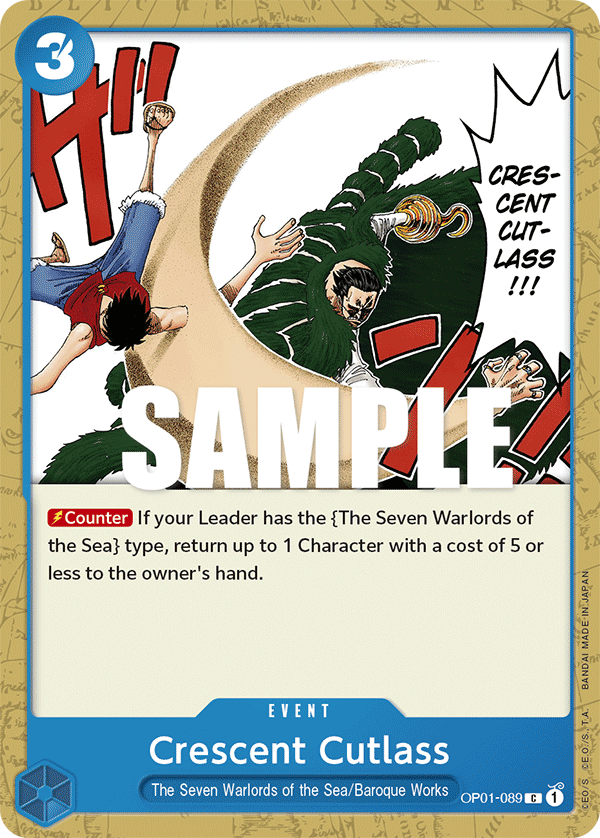 3
CRES-
CENT
CUT-
LASS
!!!
SAMPLE
Counter If your Leader has the {The Seven Warlords of
the Sea} type, return up to 1 Character with a cost of 5 or
less to the owner's hand.
EVENT
Crescent Cutlass
The Seven Warlords of the Sea/Baroque Works
OP01-089 C 1
©E.O./S. ©E.O./S.,T.A. BANDAI MADE IN JAPAN